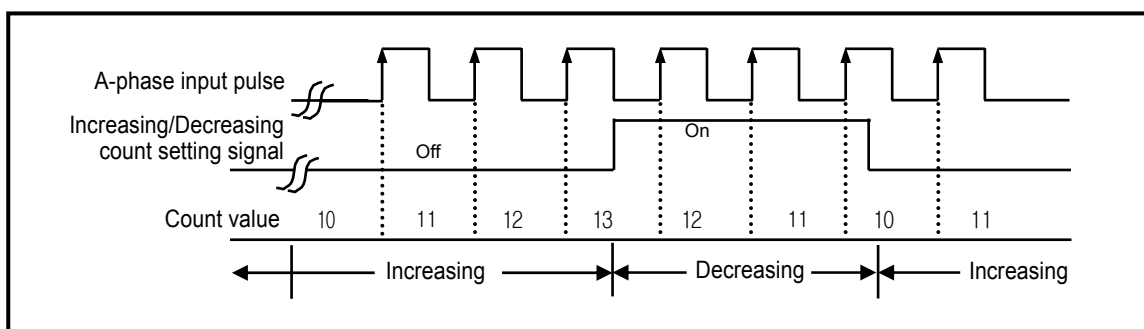 A-phase input pulse
Increasing/Decreasing
count setting signal
Off
On
Count value 10 11 12 13 12 11 10 11
Increasing Decreasing Increasing